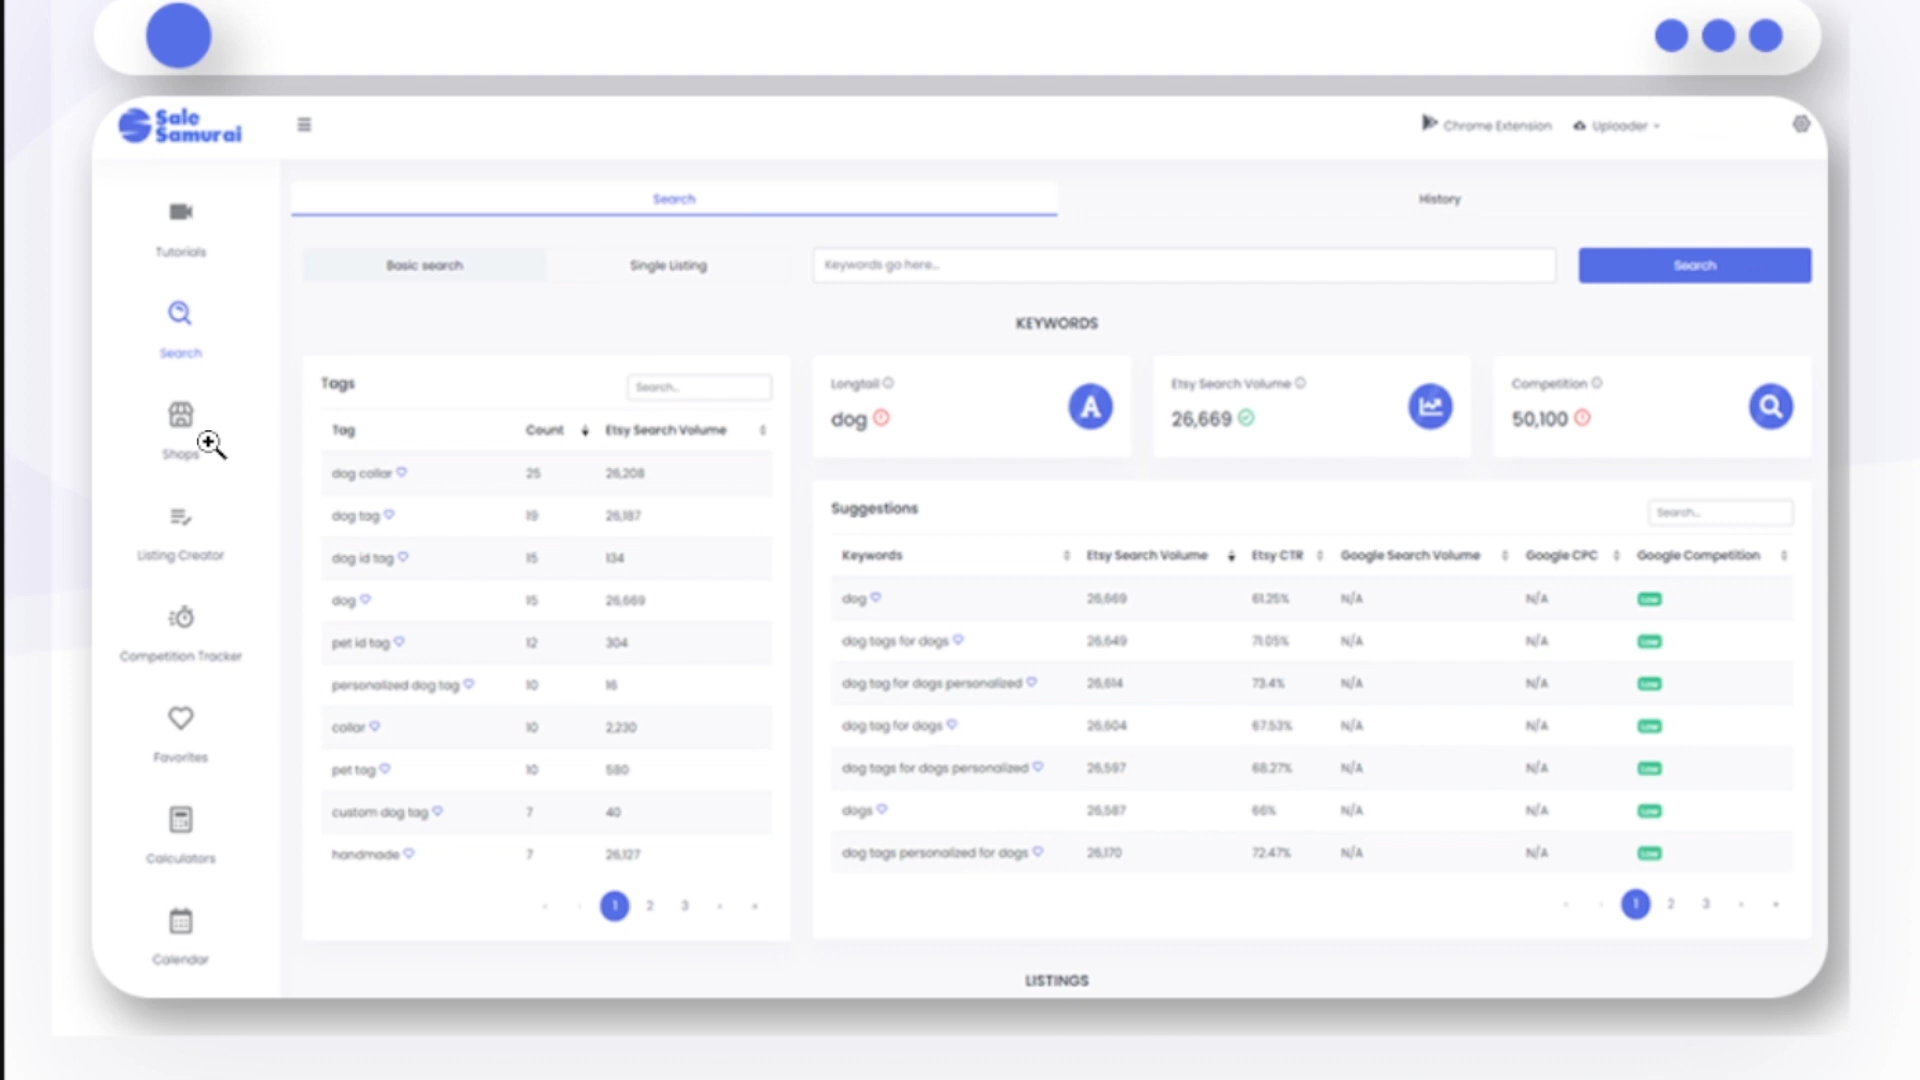 Sale
Samurai
Chrome Extension
Uploader
Tutorials
Search
Shops
Listing Creator
Competition Tracker
Favorites
Calculators
Calendar
Search
History
Basic search
Single Listing
Keywords go here...
Search
KEYWORDS
Tags
Search...
Tag Count Etsy Search Volume
dog collar 25 26,208
dog tag 19 26,187
dog id tag 15 134
dog 15 26,669
pet id tag 12 304
personalized dog tag 10 16
collar 10 2,230
pet tag 10 580
custom dog tag 7 40
handmade 7 26,127
1 2 3
Longtail
dog
Etsy Search Volume
26,669
Competition
50,100
Suggestions
Search...
Keywords Etsy Search Volume Etsy CTR Google Search Volume Google CPC Google Competition
dog 26,669 61.25% N/A N/A Low
dog tags for dogs 26,649 71.05% N/A N/A Low
dog tag for dogs personalized 26,614 73.4% N/A N/A Low
dog tag for dogs 26,604 67.53% N/A N/A Low
dog tags for dogs personalized 26,597 68.27% N/A N/A Low
dogs 26,587 66% N/A N/A Low
dog tags personalized for dogs 26,170 72.47% N/A N/A Low
1 2 3
LISTINGS